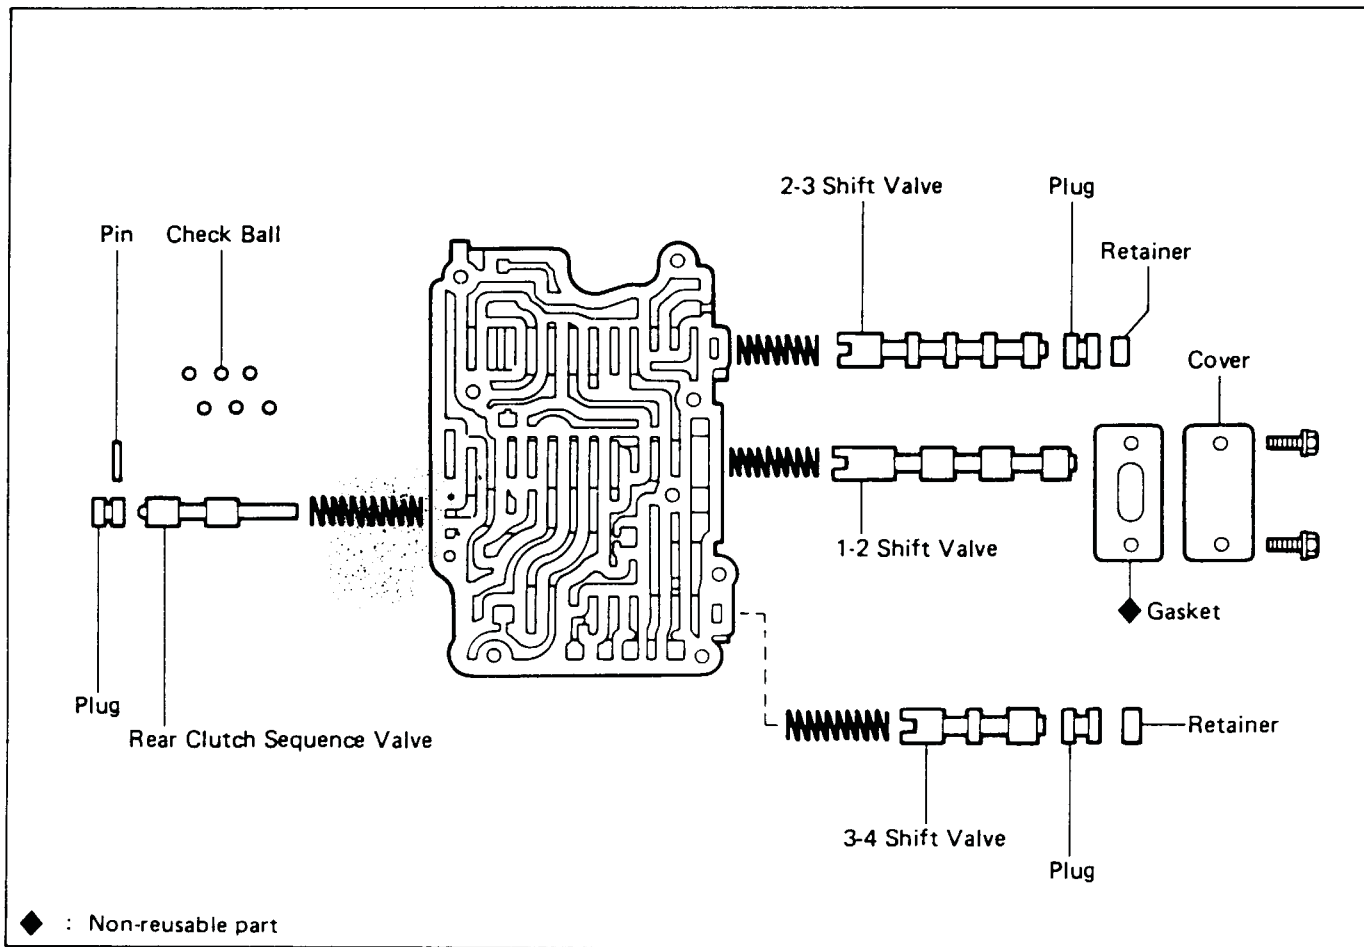 2-3 Shift Valve
Plug
Pin
Check Ball
Retainer
Cover
1-2 Shift Valve
◆ Gasket
Plug
Rear Clutch Sequence Valve
Retainer
3-4 Shift Valve
Plug
◆ : Non-reusable part